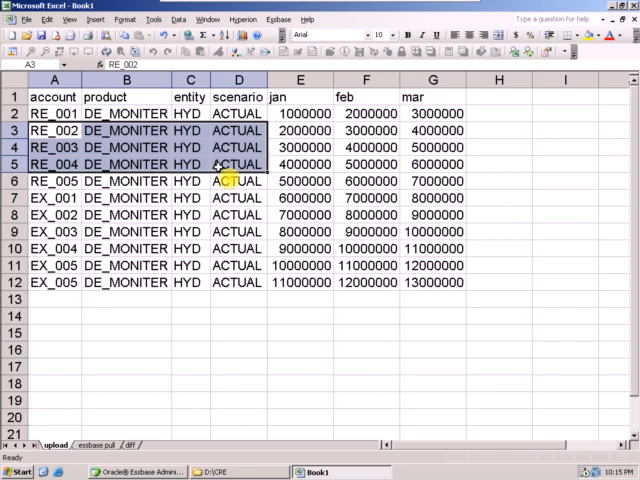 Microsoft Excel - Book1
File Edit View Insert Format Tools Data Window Hyperion Essbase Help Type a question for help
Arial 10 B I U $ %
A3 fx RE_002
A B C D E F G H I
1 account product entity scenario jan feb mar
2 RE_001 DE_MONITER HYD ACTUAL 1000000 2000000 3000000
3 RE_002 DE_MONITER HYD ACTUAL 2000000 3000000 4000000
4 RE_003 DE_MONITER HYD ACTUAL 3000000 4000000 5000000
5 RE_004 DE_MONITER HYD ACTUAL 4000000 5000000 6000000
6 RE_005 DE_MONITER HYD ACTUAL 5000000 6000000 7000000
7 EX_001 DE_MONITER HYD ACTUAL 6000000 7000000 8000000
8 EX_002 DE_MONITER HYD ACTUAL 7000000 8000000 9000000
9 EX_003 DE_MONITER HYD ACTUAL 8000000 9000000 10000000
10 EX_004 DE_MONITER HYD ACTUAL 9000000 10000000 11000000
11 EX_005 DE_MONITER HYD ACTUAL 10000000 11000000 12000000
12 EX_005 DE_MONITER HYD ACTUAL 11000000 12000000 13000000
13
14
15
16
17
18
19
20
21
upload essbase pull diff
Ready
Start Oracle® Essbase Admini... D:\CRE Book1 10:15 PM